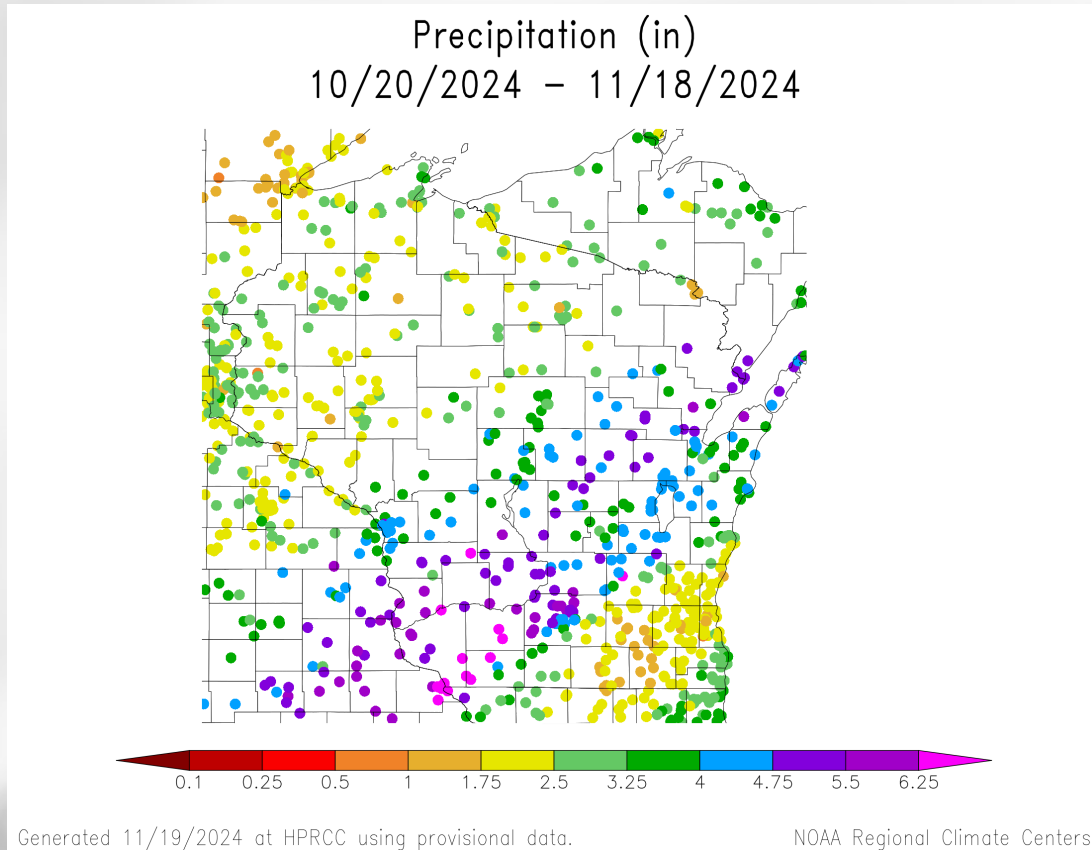 Precipitation (in)
10/20/2024 – 11/18/2024
0.1 0.25 0.5 1 1.75 2.5 3.25 4 4.75 5.5 6.25
Generated 11/19/2024 at HPRCC using provisional data. NOAA Regional Climate Centers